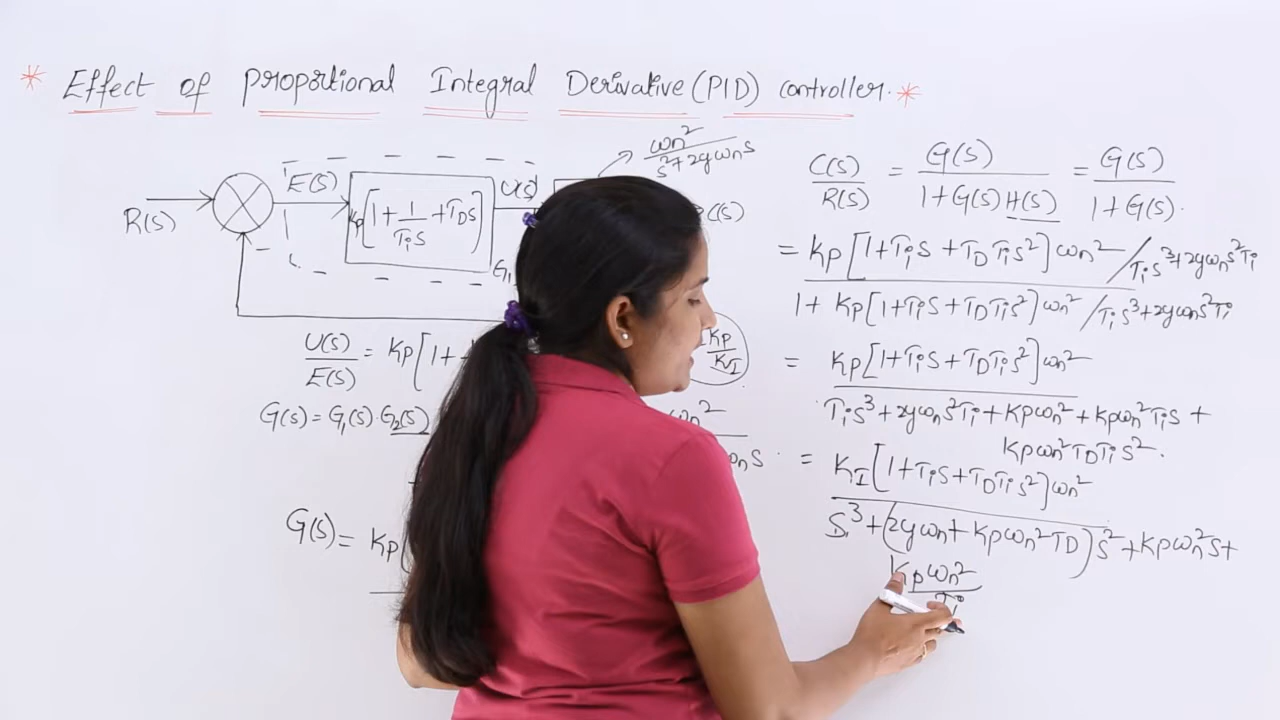 * Effect of proportional Integral Derivative (PID) controller. *
R(S)
E(S)
Kp[1+1/TiS+TDS]
U(S)
G1
ωn²/S²+2ζωnS
C(S)
U(S)/E(S) = Kp[1+
Kp/KI
G(S)=G1(S)·G2(S)
ωn²
ωnS
G(S)= Kp(
C(S)/R(S) = G(S)/1+G(S)H(S) = G(S)/1+G(S).
= Kp[1+TiS+TDTiS²]ωn²/TiS³+2ζωnS²Ti
1+Kp[1+TiS+TDTiS²]ωn²/TiS³+2ζωnS²Ti
= Kp[1+TiS+TDTiS²]ωn²
TiS³+2ζωnS²Ti+Kpωn²+Kpωn²TiS+
Kpωn²TDTiS².
= KI[1+TiS+TDTiS²]ωn²
S³+(2ζωn+Kpωn²TD)S²+Kpωn²S+
Kpωn²
Ti